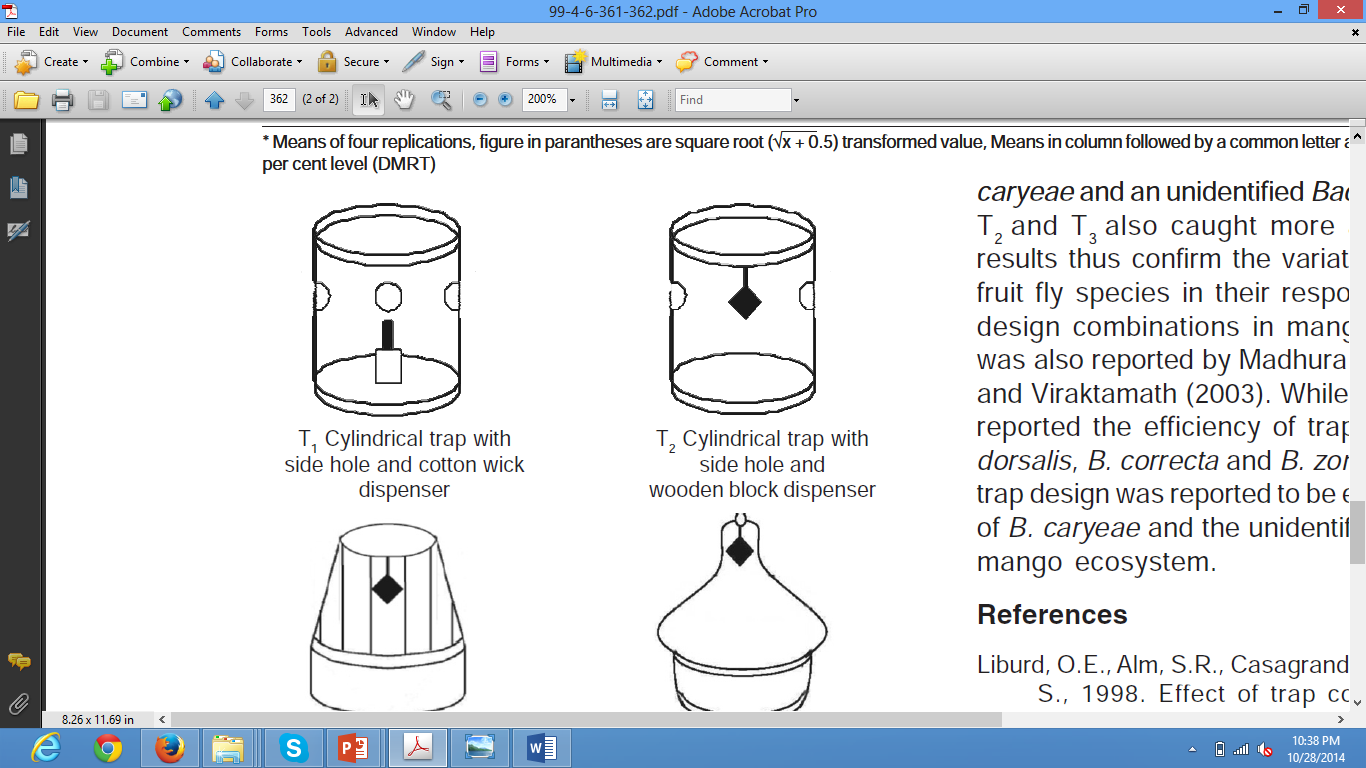 99-4-6-361-362.pdf - Adobe Acrobat Pro
File Edit View Document Comments Forms Tools Advanced Window Help
Create Combine Collaborate Secure Sign Forms Multimedia Comment
362 (2 of 2) 200% Find
* Means of four replications, figure in parantheses are square root (√x + 0.5) transformed value, Means in column followed by a common letter a
per cent level (DMRT)
T1 Cylindrical trap with
side hole and cotton wick
dispenser
T2 Cylindrical trap with
side hole and
wooden block dispenser
caryeae and an unidentified Bac
T2 and T3 also caught more
results thus confirm the variat
fruit fly species in their respo
design combinations in mang
was also reported by Madhura
and Viraktamath (2003). While
reported the efficiency of trap
dorsalis, B. correcta and B. zon
trap design was reported to be e
of B. caryeae and the unidentif
mango ecosystem.
References
Liburd, O.E., Alm, S.R., Casagrand
S., 1998. Effect of trap co
8.26 x 11.69 in
10:38 PM
10/28/2014